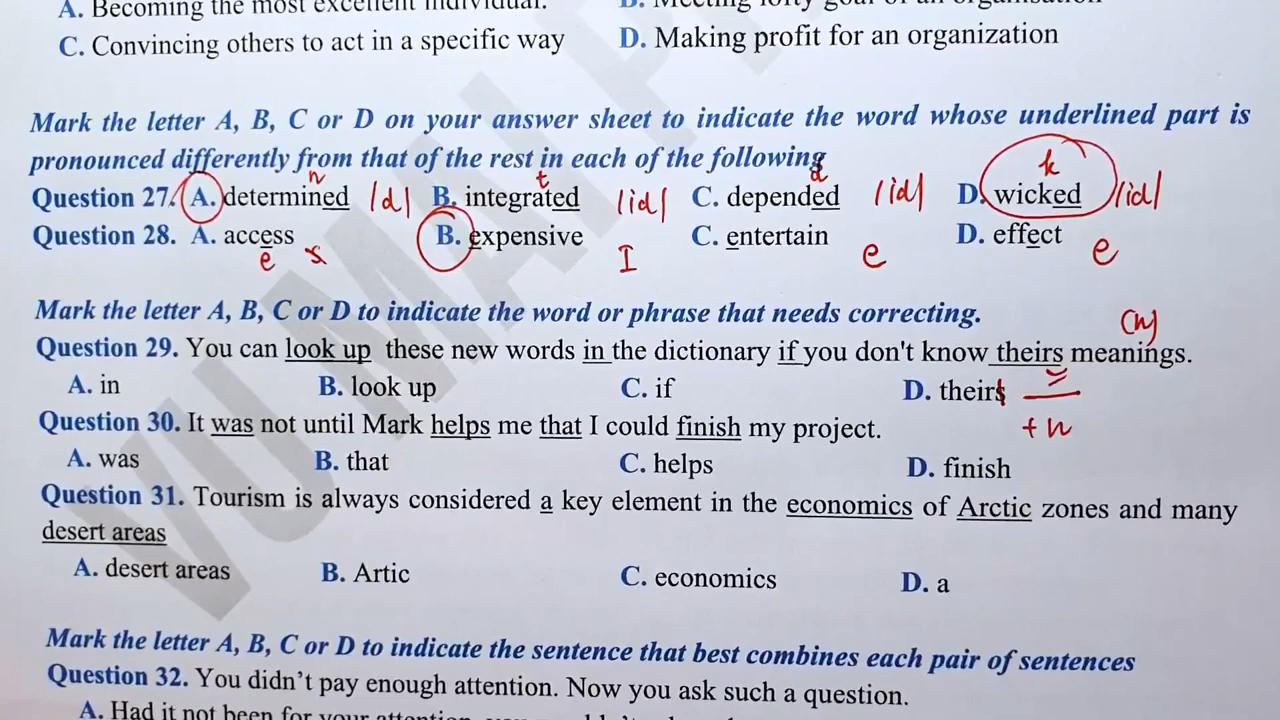 A. Becoming the most excellent individual.
C. Convincing others to act in a specific way D. Making profit for an organization
Mark the letter A, B, C or D on your answer sheet to indicate the word whose underlined part is
pronounced differently from that of the rest in each of the following
n t d k
Question 27. A. determined /d/ B. integrated /id/ C. depended /id/ D. wicked /id/
Question 28. A. access B. expensive C. entertain D. effect
e I e e
Mark the letter A, B, C or D to indicate the word or phrase that needs correcting.
(N)
Question 29. You can look up these new words in the dictionary if you don't know theirs meanings.
A. in B. look up C. if D. theirs
Question 30. It was not until Mark helps me that I could finish my project.
+ n
A. was B. that C. helps D. finish
Question 31. Tourism is always considered a key element in the economics of Arctic zones and many
desert areas
A. desert areas B. Artic C. economics D. a
Mark the letter A, B, C or D to indicate the sentence that best combines each pair of sentences
Question 32. You didn't pay enough attention. Now you ask such a question.
A. Had it not been for your attention,